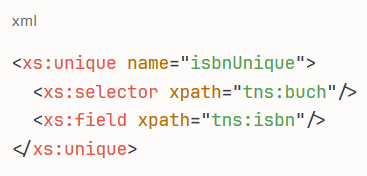 xml
<xs:unique name="isbnUnique">
<xs:selector xpath="tns:buch"/>
<xs:field xpath="tns:isbn"/>
</xs:unique>